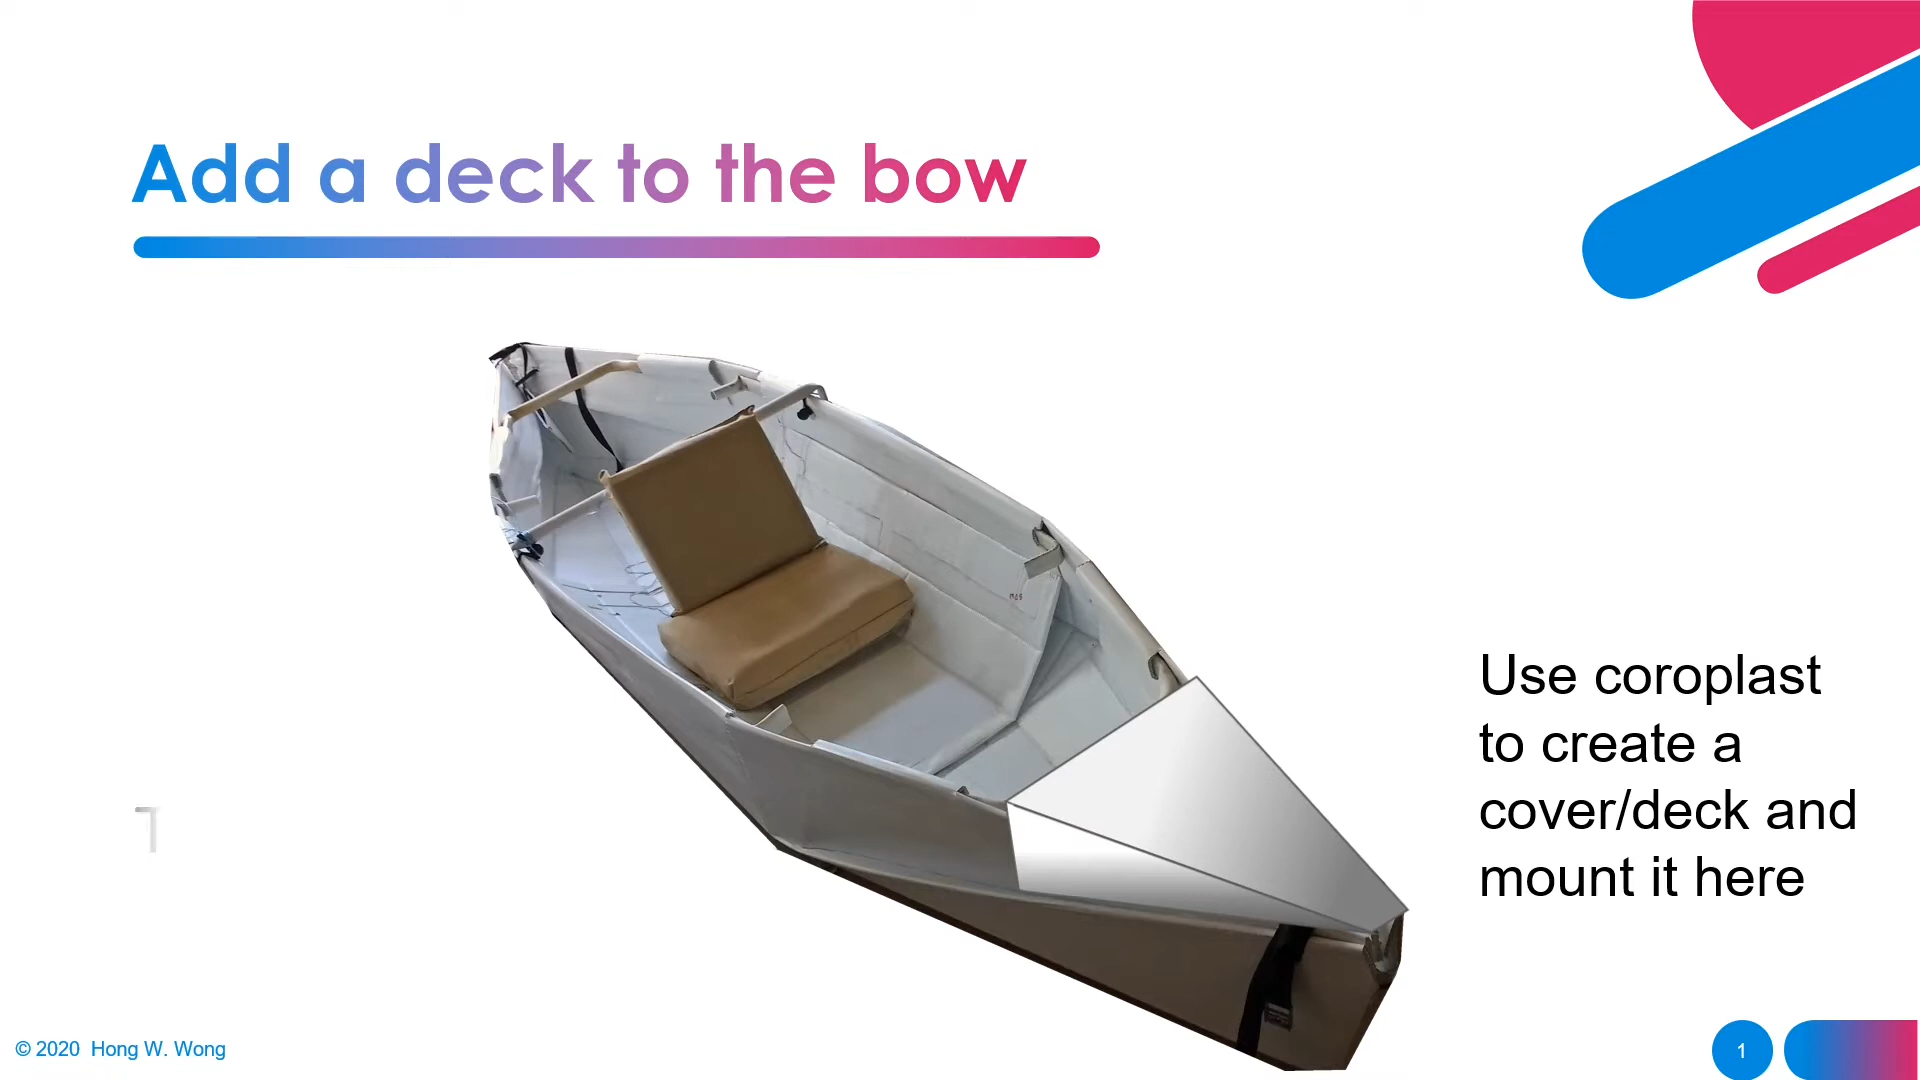 Add a deck to the bow
Use coroplast
to create a
cover/deck and
mount it here
T
© 2020 Hong W. Wong
1